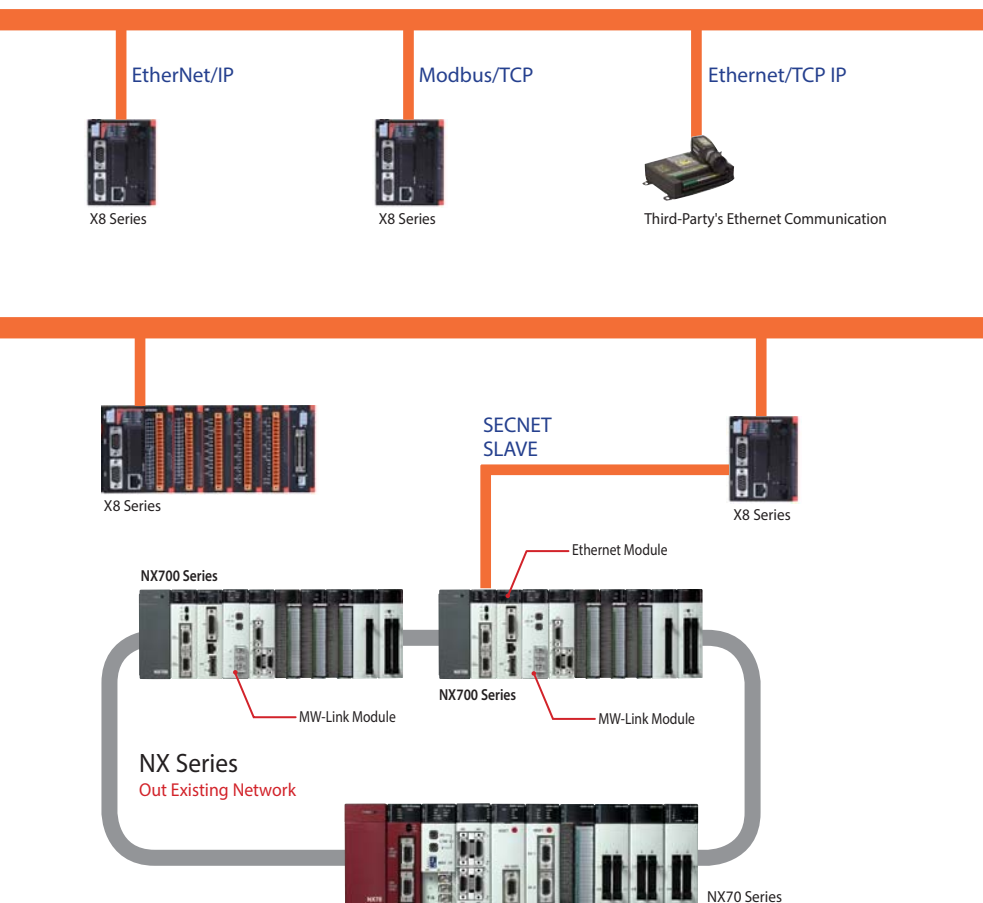 EtherNet/IP
Modbus/TCP
Ethernet/TCP IP
X8 Series
X8 Series
Third-Party's Ethernet Communication
SECNET
SLAVE
X8 Series
X8 Series
Ethernet Module
NX700 Series
NX700 Series
MW-Link Module
MW-Link Module
NX Series
Out Existing Network
NX70
NX70 Series